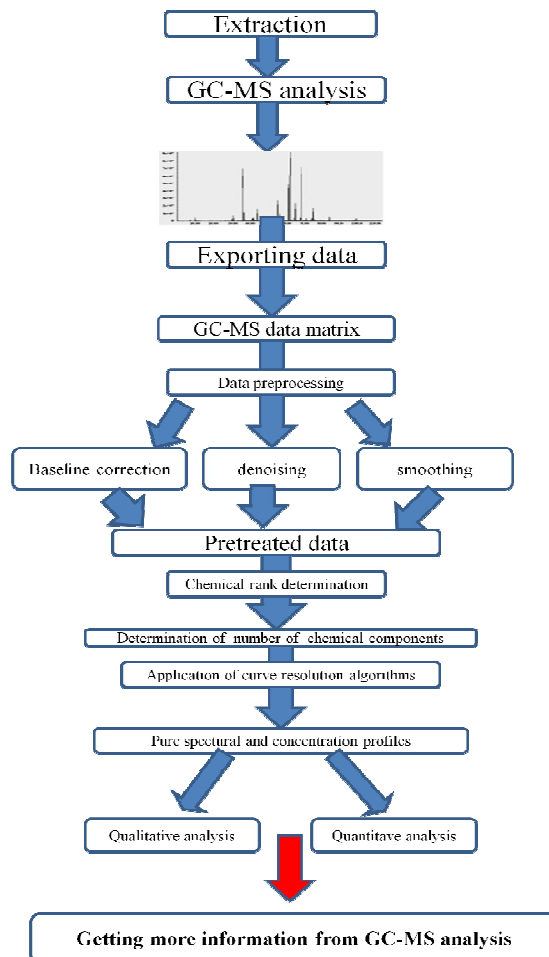 Extraction
GC-MS analysis
Exporting data
GC-MS data matrix
Data preprocessing
Baseline correction
denoising
smoothing
Pretreated data
Chemical rank determination
Determination of number of chemical components
Application of curve resolution algorithms
Pure spectral and concentration profiles
Qualitative analysis
Quantitave analysis
Getting more information from GC-MS analysis